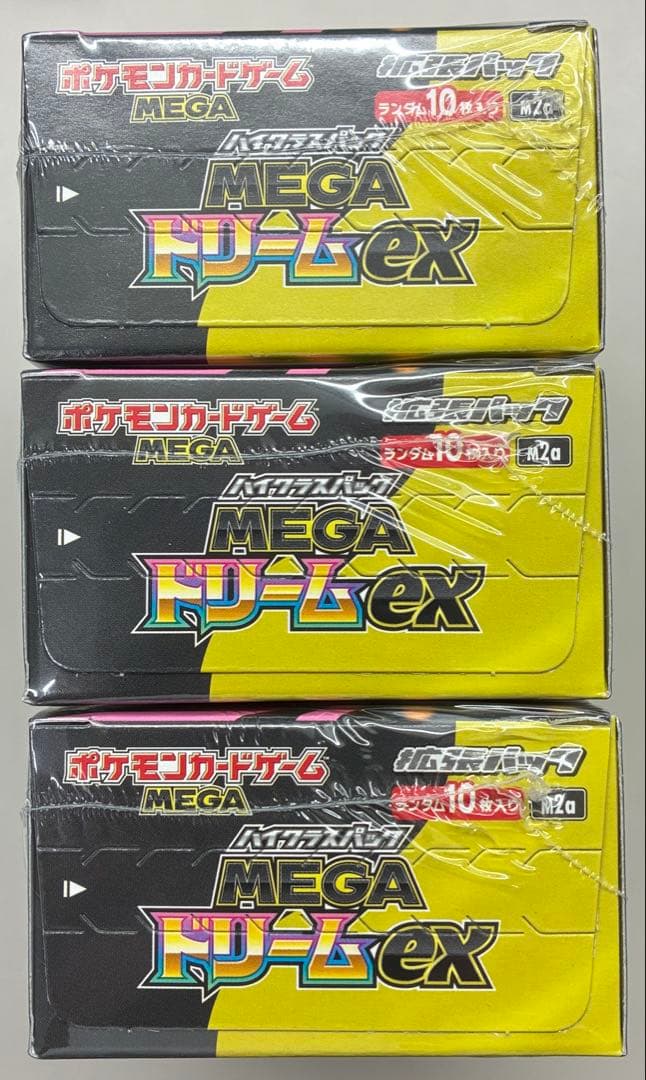 ポケモンカードゲーム
MEGA
拡張パック
ランダム10枚入り
M2a
ハイクラスパック
MEGA
ドリームex
ポケモンカードゲーム
MEGA
拡張パック
ランダム10枚入り
M2a
ハイクラスパック
MEGA
ドリームex
ポケモンカードゲーム
MEGA
拡張パック
ランダム10枚入り
M2a
ハイクラスパック
MEGA
ドリームex